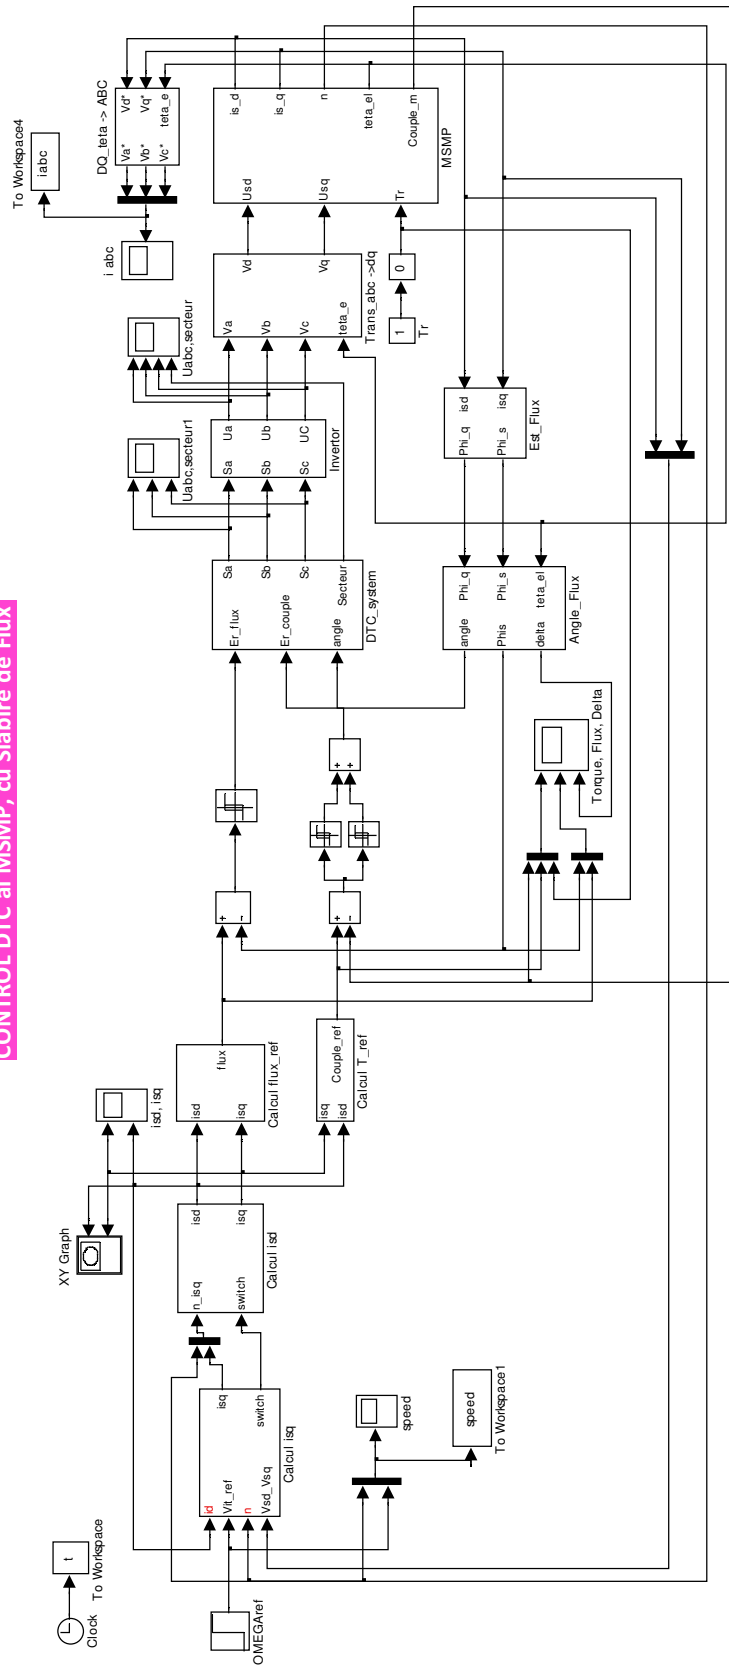 CONTROL DTC al MSMP, cu Slabire de Flux
Clock
t
To Workspace
OMEGAref
id
Vit_ref
n
Vsd_Vsq
isq
switch
Calcul isq
speed
speed
To Workspace1
XY Graph
n_isq
switch
isd
isq
Calcul isd
isd, isq
isd
isq
flux
Calcul flux_ref
isq
isd
Couple_ref
Calcul T_ref
+
-
+
-
+
+
Torque, Flux, Delta
Er_flux
Er_couple
angle
Sa
Sb
Sc
Secteur
DTC_system
angle
Phis
delta
Phi_q
Phi_s
teta_el
Angle_Flux
Uabc,secteur1
Sa
Sb
Sc
Ua
Ub
UC
Invertor
Uabc,secteur
Phi_q
Phi_s
isd
isq
Est_Flux
Va
Vb
Vc
teta_e
Vd
Vq
Trans_abc ->dq
1
Tr
0
i abc
To Workspace4
iabc
Va*
Vb*
Vc*
Vd*
Vq*
teta_e
DQ_teta -> ABC
Usd
Usq
Tr
is_d
is_q
n
teta_el
Couple_m
MSMP